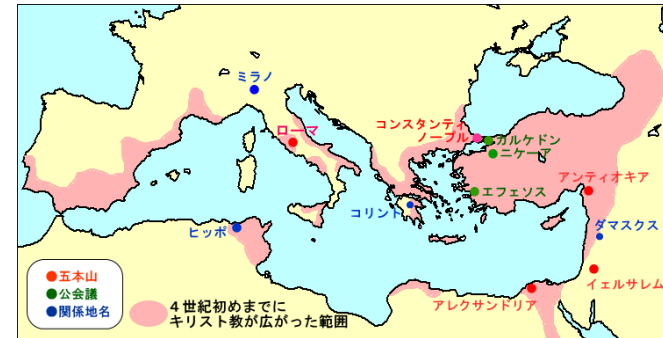 ミラノ
ローマ
コンスタンティ
ノーブル
カルケドン
ニケーア
アンティオキア
エフェソス
コリント
ダマスクス
ヒッポ
イェルサレム
アレクサンドリア
●五本山
●公会議
●関係地名
4世紀初めまでに
キリスト教が広がった範囲